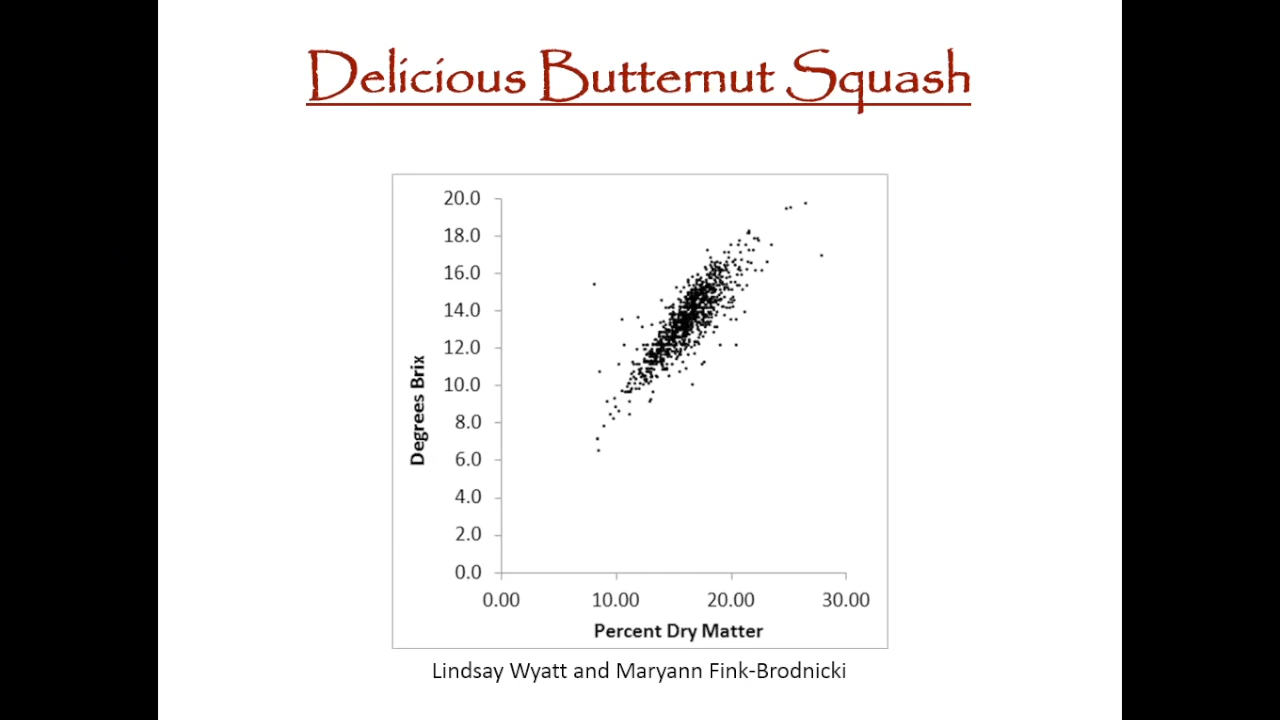 Delicious Butternut Squash
20.0
18.0
16.0
14.0
12.0
10.0
8.0
6.0
4.0
2.0
0.0
Degrees Brix
0.00 10.00 20.00 30.00
Percent Dry Matter
Lindsay Wyatt and Maryann Fink-Brodnicki